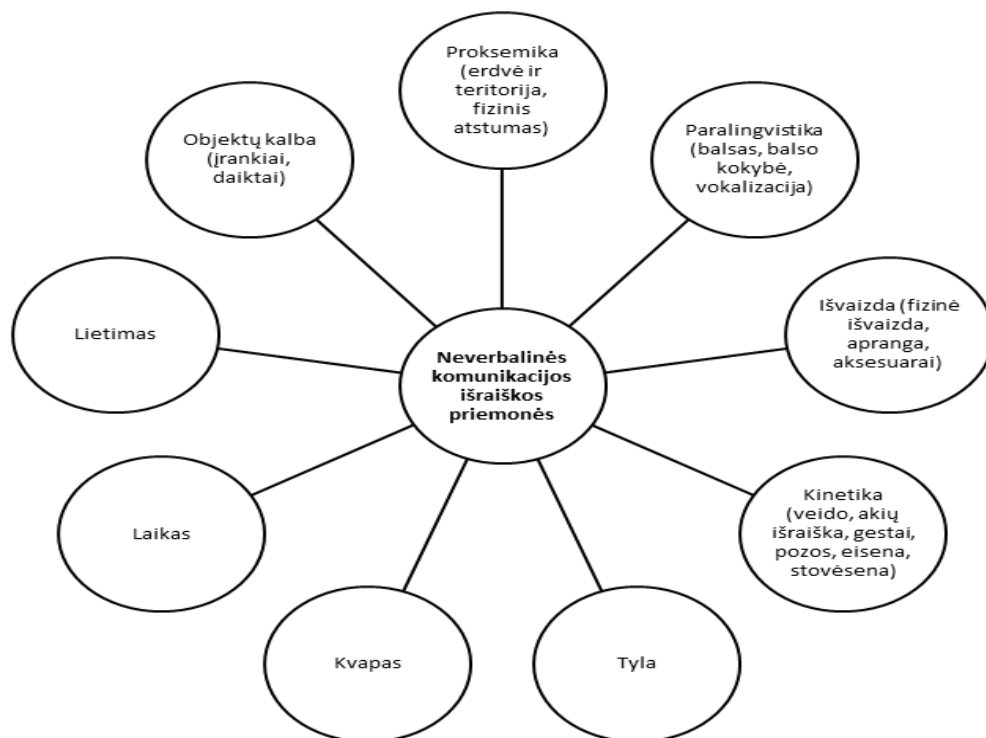 Proksemika
(erdvė ir
teritorija,
fizinis
atstumas)
Paralingvistika
(balsas, balso
kokybė,
vokalizacija)
Išvaizda (fizinė
išvaizda,
apranga,
aksesuarai)
Kinetika
(veido, akių
išraiška, gestai,
pozos, eisena,
stovėsena)
Tyla
Kvapas
Laikas
Lietimas
Objektų kalba
(įrankiai,
daiktai)
Neverbalinės
komunikacijos
išraiškos
priemonės